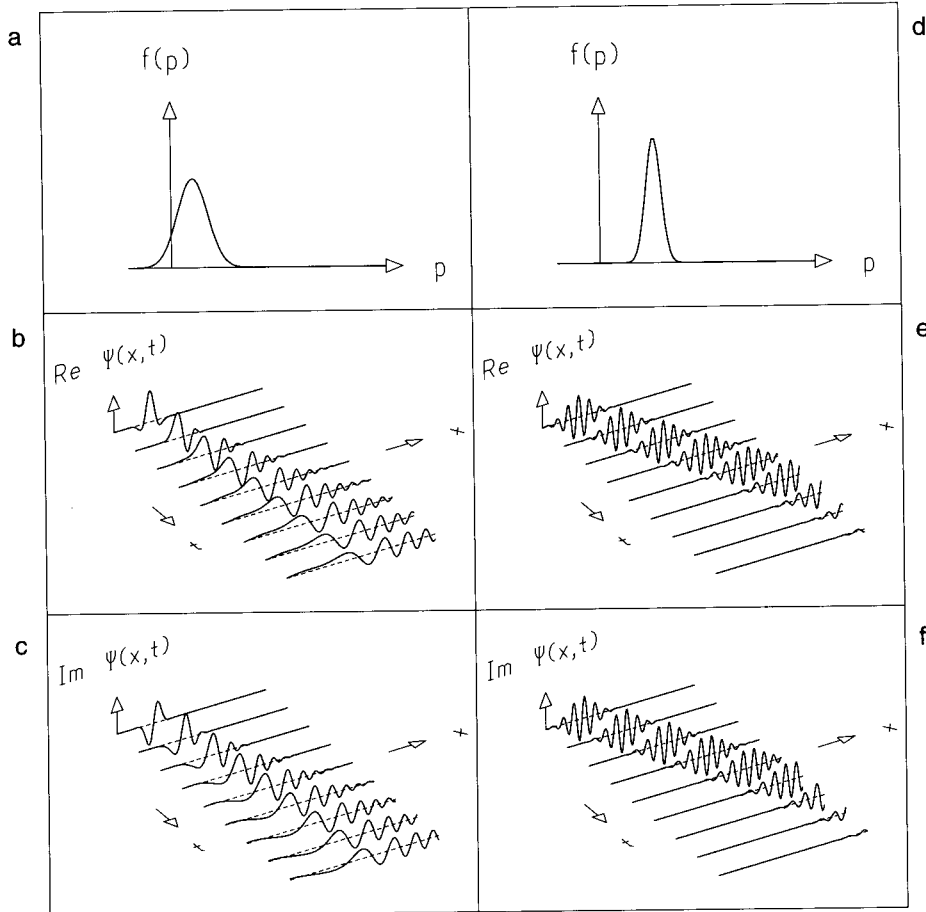 a
f(p)
p
d
f(p)
p
b
Re ψ(x,t)
x
t
e
Re ψ(x,t)
x
t
c
Im ψ(x,t)
x
t
f
Im ψ(x,t)
x
t